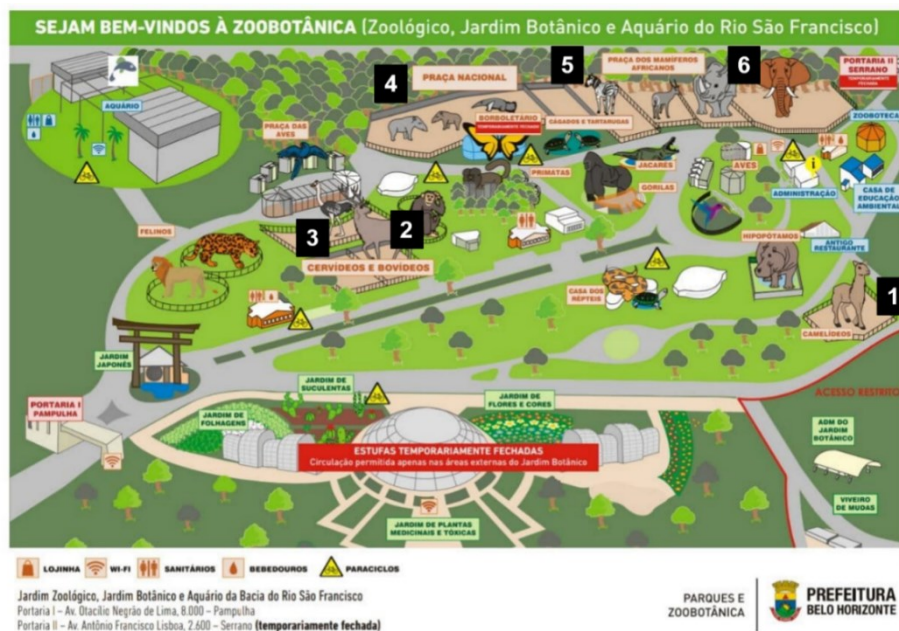 SEJAM BEM-VINDOS À ZOOBOTÂNICA (Zoológico, Jardim Botânico e Aquário do Rio São Francisco)
4
PRAÇA NACIONAL
5
PRAÇA DOS MAMÍFEROS
AFRICANOS
6
PORTARIA II
SERRANO
TEMPORARIAMENTE
FECHADA
AQUÁRIO
BORBOLETÁRIO
TEMPORARIAMENTE FECHADO
CÁGADOS E TARTARUGAS
ZOOBOTECA
PRAÇA DAS
AVES
PRIMATAS
JACARÉS
GORILAS
AVES
ADMINISTRAÇÃO
CASA DE
EDUCAÇÃO
AMBIENTAL
FELINOS
3
2
CERVÍDEOS E BOVÍDEOS
HIPOPÓTAMOS
ANTIGO
RESTAURANTE
CASA DOS
RÉPTEIS
1
CAMELÍDEOS
JARDIM
JAPONÊS
ACESSO RESTRITO
PORTARIA I
PAMPULHA
JARDIM DE
SUCULENTAS
JARDIM DE
FOLHAGENS
JARDIM DE
FLORES E CORES
ADM DO
JARDIM
BOTÂNICO
ESTUFAS TEMPORARIAMENTE FECHADAS
Circulação permitida apenas nas áreas externas do Jardim Botânico
VIVEIRO
DE MUDAS
JARDIM DE PLANTAS
MEDICINAIS E TÓXICAS
LOJINHA WI-FI SANITÁRIOS BEBEDOUROS PARACICLOS
Jardim Zoológico, Jardim Botânico e Aquário da Bacia do Rio São Francisco
Portaria I – Av. Otacílio Negrão de Lima, 8.000 – Pampulha
Portaria II – Av. Antônio Francisco Lisboa, 2.600 – Serrano (temporariamente fechada)
PARQUES E
ZOOBOTÂNICA
PREFEITURA
BELO HORIZONTE